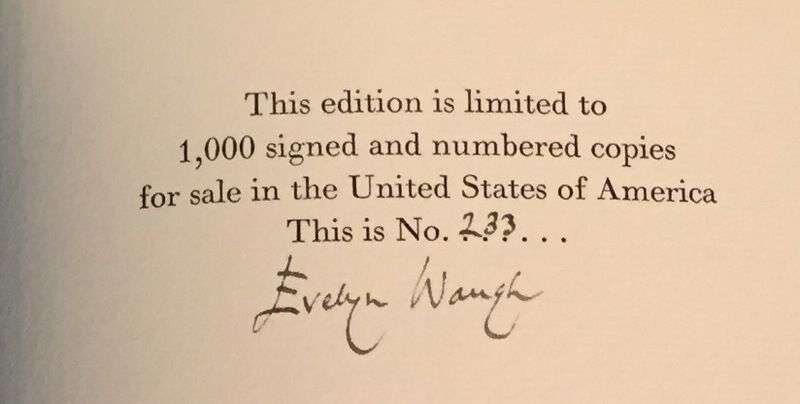 This edition is limited to
1,000 signed and numbered copies
for sale in the United States of America
This is No. 233...
Evelyn Waugh